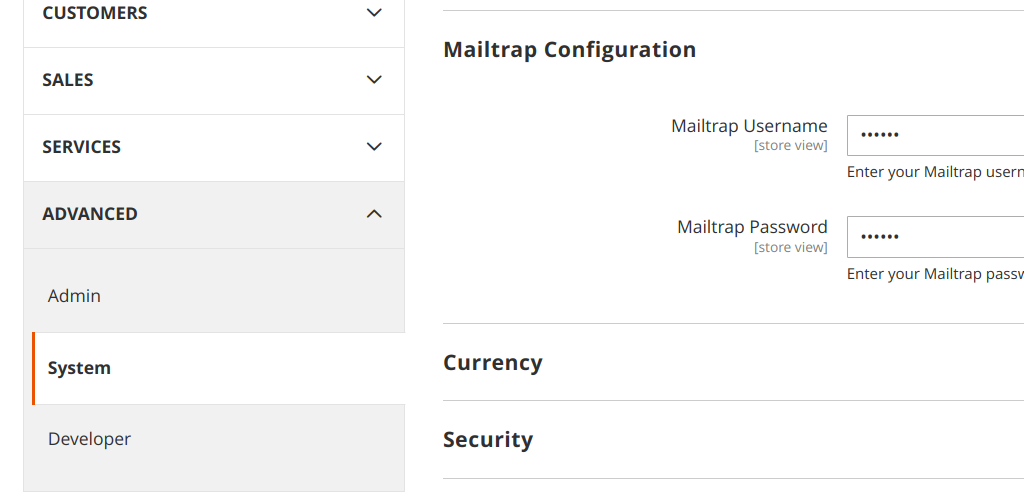 CUSTOMERS
SALES
SERVICES
ADVANCED
Admin
System
Developer
Mailtrap Configuration
Mailtrap Username
[store view]
••••••
Enter your Mailtrap usern
Mailtrap Password
[store view]
••••••
Enter your Mailtrap passw
Currency
Security